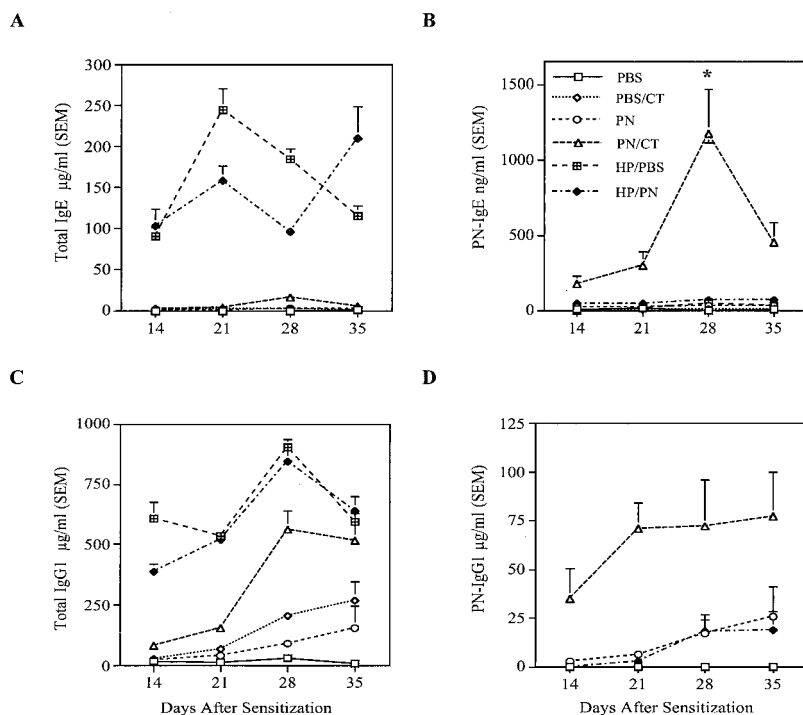 A
B
300
250
200
150
100
50
0
Total IgE µg/ml (SEM)
14 21 28 35
1500
1000
500
0
PN-IgE ng/ml (SEM)
*
PBS
PBS/CT
PN
PN/CT
HP/PBS
HP/PN
14 21 28 35
C
D
1000
750
500
250
0
Total IgG1 µg/ml (SEM)
14 21 28 35
Days After Sensitization
125
100
75
50
25
0
PN-IgG1 µg/ml (SEM)
14 21 28 35
Days After Sensitization